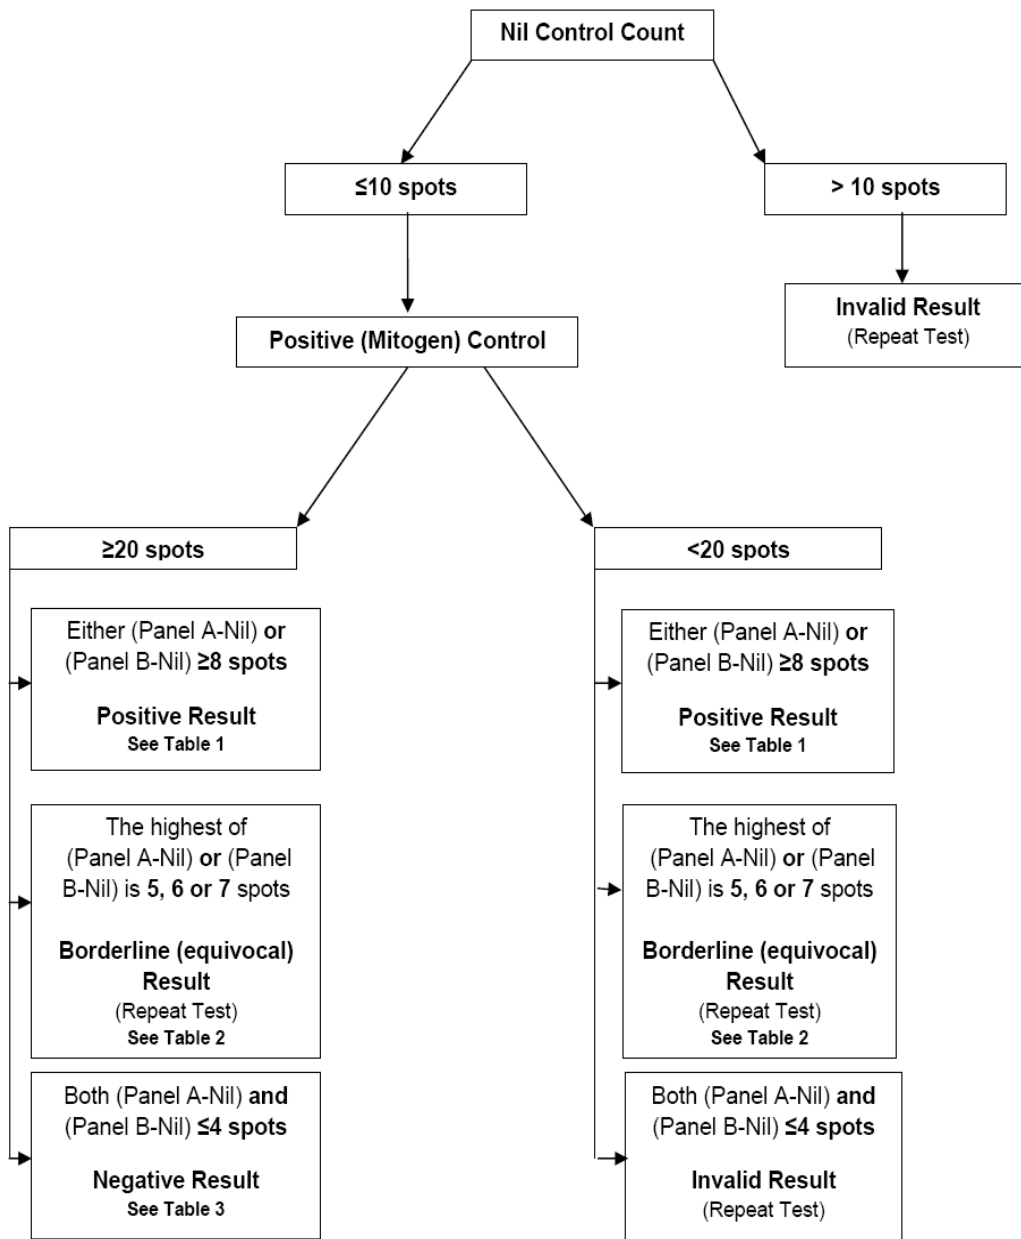 Nil Control Count
≤10 spots
> 10 spots
Invalid Result
(Repeat Test)
Positive (Mitogen) Control
≥20 spots
<20 spots
Either (Panel A-Nil) or
(Panel B-Nil) ≥8 spots
Positive Result
See Table 1
The highest of
(Panel A-Nil) or (Panel
B-Nil) is 5, 6 or 7 spots
Borderline (equivocal)
Result
(Repeat Test)
See Table 2
Both (Panel A-Nil) and
(Panel B-Nil) ≤4 spots
Negative Result
See Table 3
Either (Panel A-Nil) or
(Panel B-Nil) ≥8 spots
Positive Result
See Table 1
The highest of
(Panel A-Nil) or (Panel
B-Nil) is 5, 6 or 7 spots
Borderline (equivocal)
Result
(Repeat Test)
See Table 2
Both (Panel A-Nil) and
(Panel B-Nil) ≤4 spots
Invalid Result
(Repeat Test)